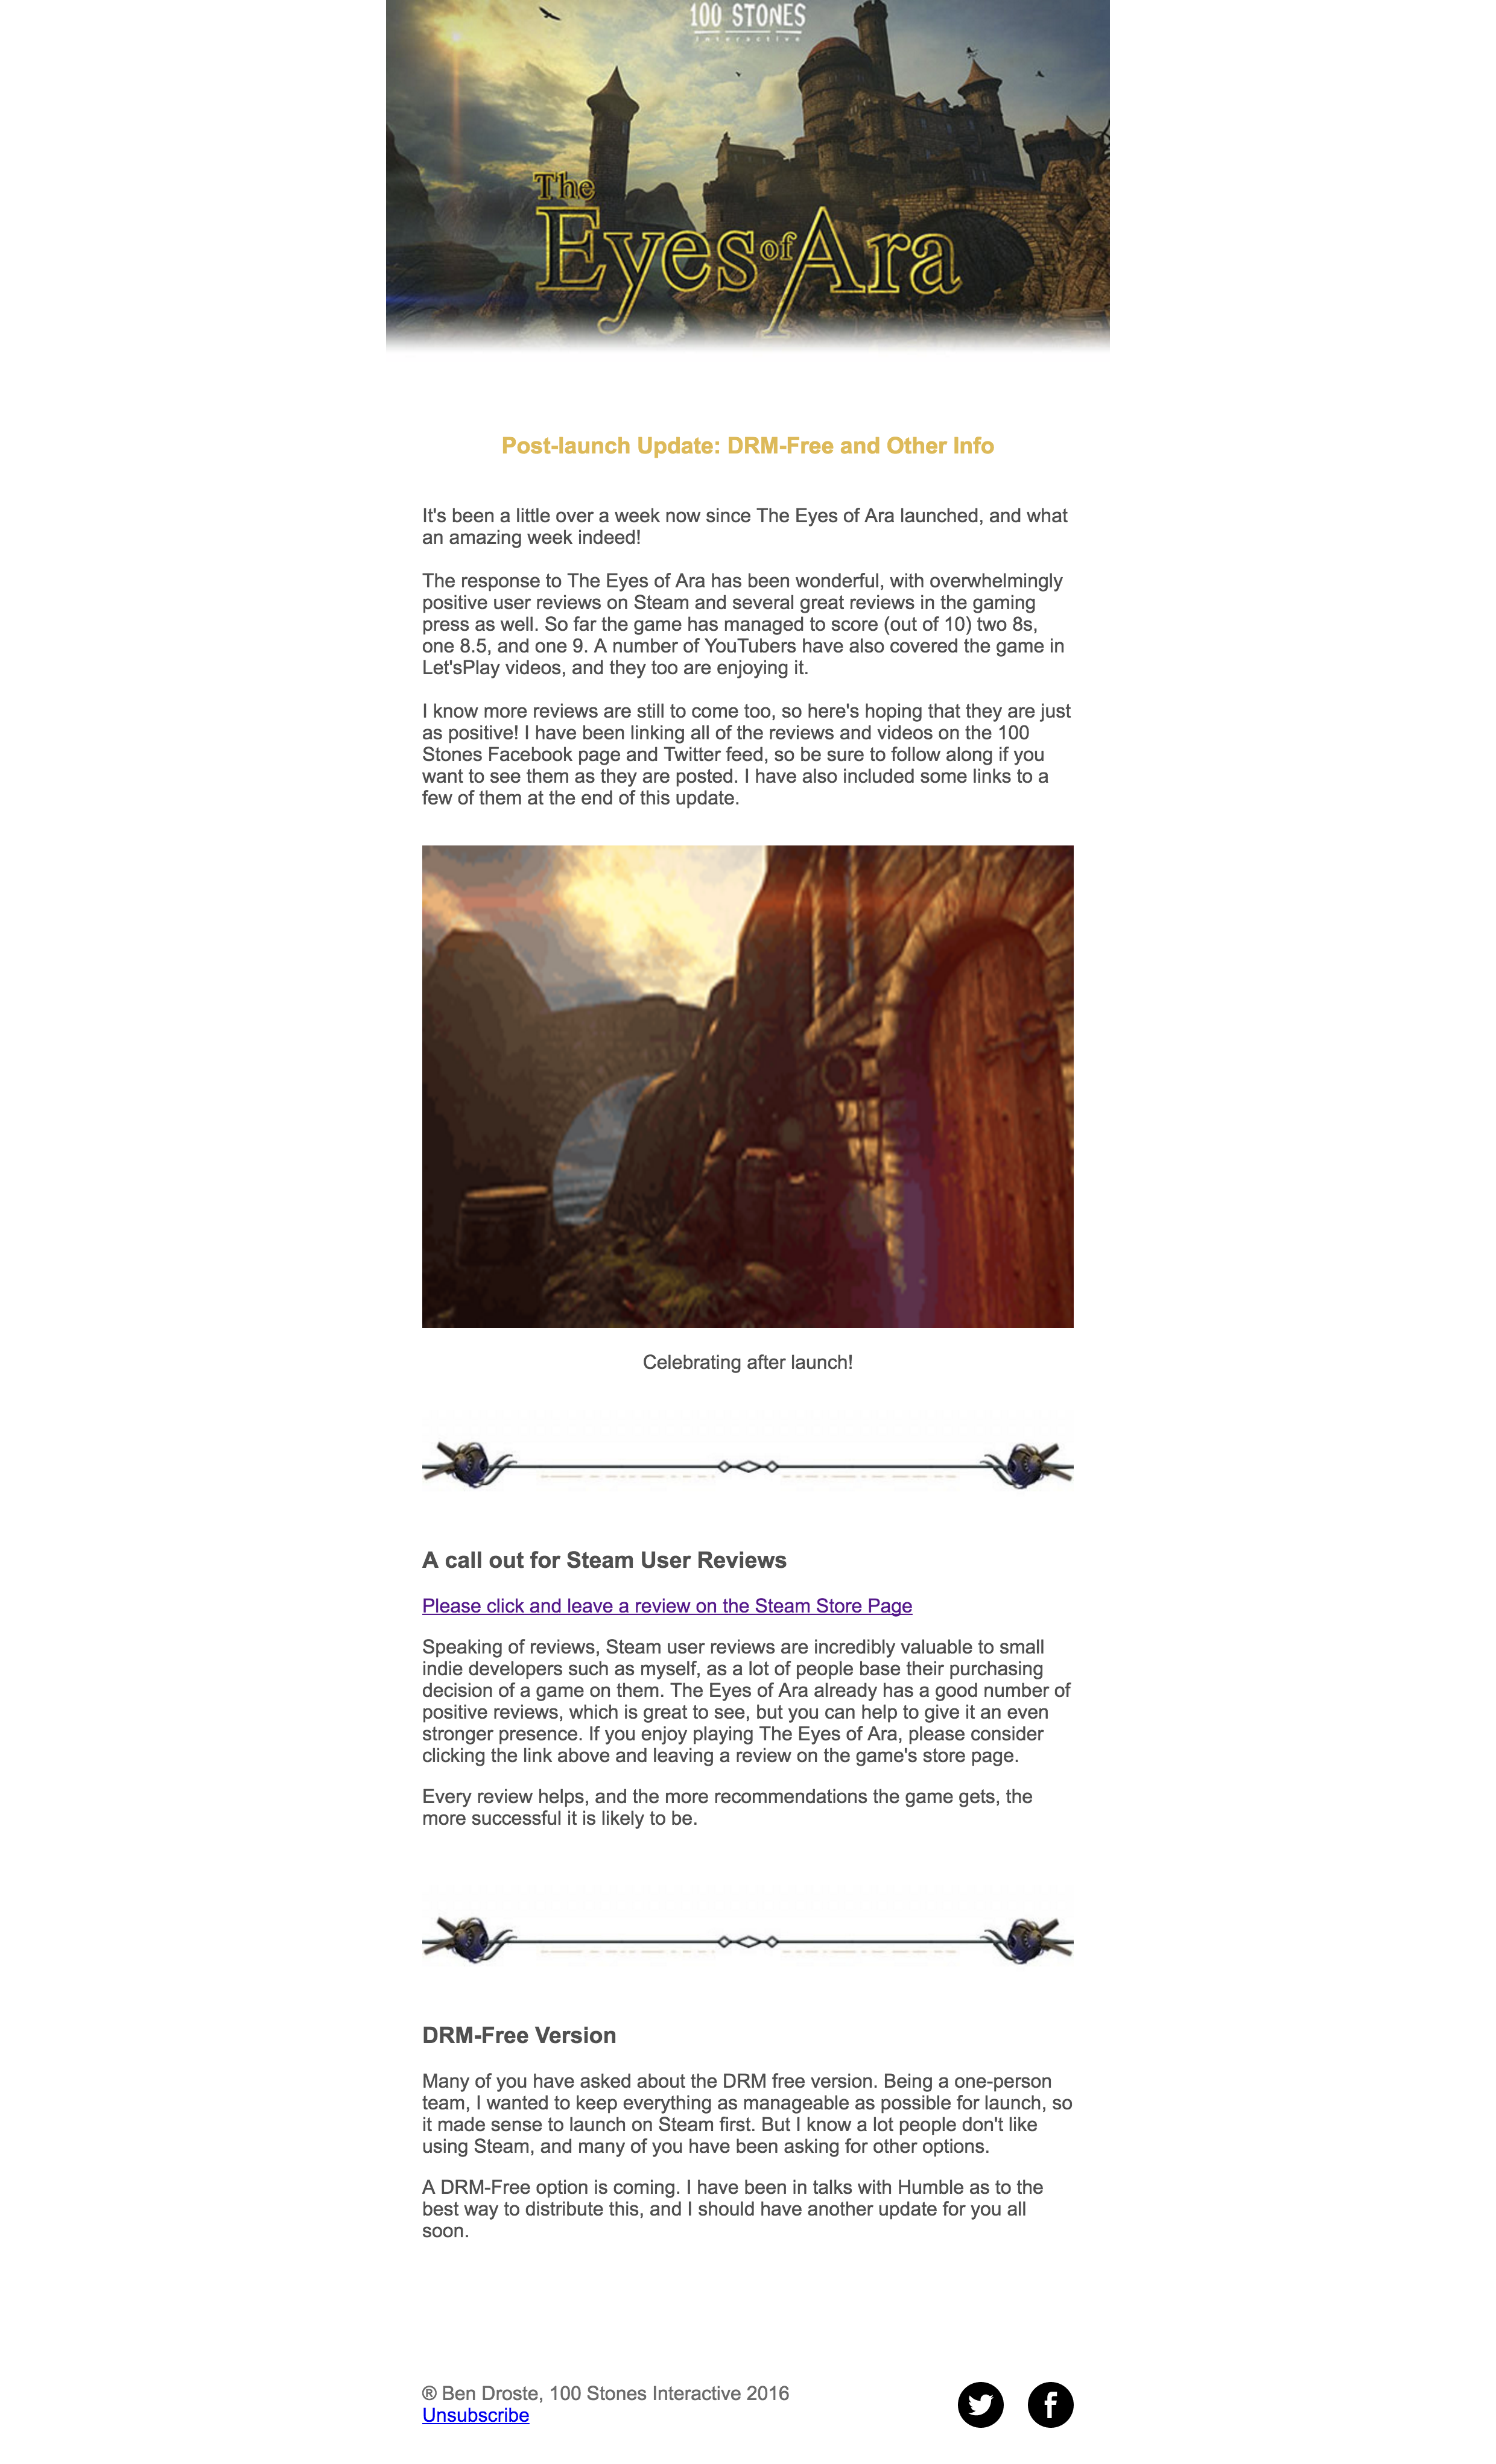 100 STONES
interactive
The
Eyes of Ara
Post-launch Update: DRM-Free and Other Info
It's been a little over a week now since The Eyes of Ara launched, and what
an amazing week indeed!
The response to The Eyes of Ara has been wonderful, with overwhelmingly
positive user reviews on Steam and several great reviews in the gaming
press as well. So far the game has managed to score (out of 10) two 8s,
one 8.5, and one 9. A number of YouTubers have also covered the game in
Let'sPlay videos, and they too are enjoying it.
I know more reviews are still to come too, so here's hoping that they are just
as positive! I have been linking all of the reviews and videos on the 100
Stones Facebook page and Twitter feed, so be sure to follow along if you
want to see them as they are posted. I have also included some links to a
few of them at the end of this update.
Celebrating after launch!
A call out for Steam User Reviews
Please click and leave a review on the Steam Store Page
Speaking of reviews, Steam user reviews are incredibly valuable to small
indie developers such as myself, as a lot of people base their purchasing
decision of a game on them. The Eyes of Ara already has a good number of
positive reviews, which is great to see, but you can help to give it an even
stronger presence. If you enjoy playing The Eyes of Ara, please consider
clicking the link above and leaving a review on the game's store page.
Every review helps, and the more recommendations the game gets, the
more successful it is likely to be.
DRM-Free Version
Many of you have asked about the DRM free version. Being a one-person
team, I wanted to keep everything as manageable as possible for launch, so
it made sense to launch on Steam first. But I know a lot people don't like
using Steam, and many of you have been asking for other options.
A DRM-Free option is coming. I have been in talks with Humble as to the
best way to distribute this, and I should have another update for you all
soon.
® Ben Droste, 100 Stones Interactive 2016
Unsubscribe